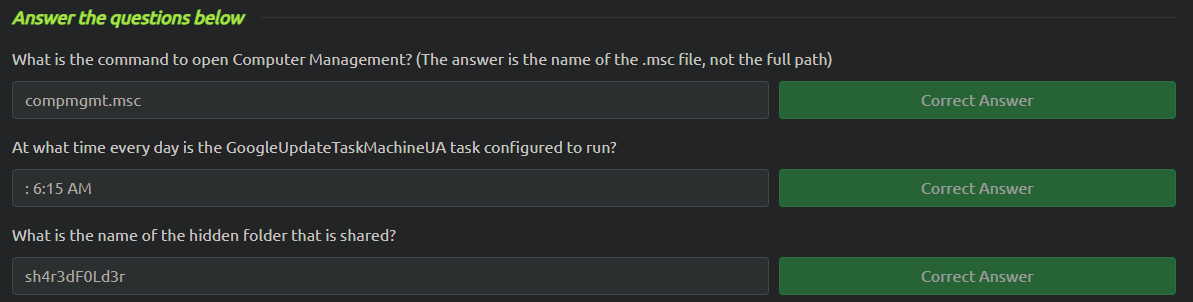 Answer the questions below
What is the command to open Computer Management? (The answer is the name of the .msc file, not the full path)
compmgmt.msc
Correct Answer
At what time every day is the GoogleUpdateTaskMachineUA task configured to run?
: 6:15 AM
Correct Answer
What is the name of the hidden folder that is shared?
sh4r3dF0Ld3r
Correct Answer